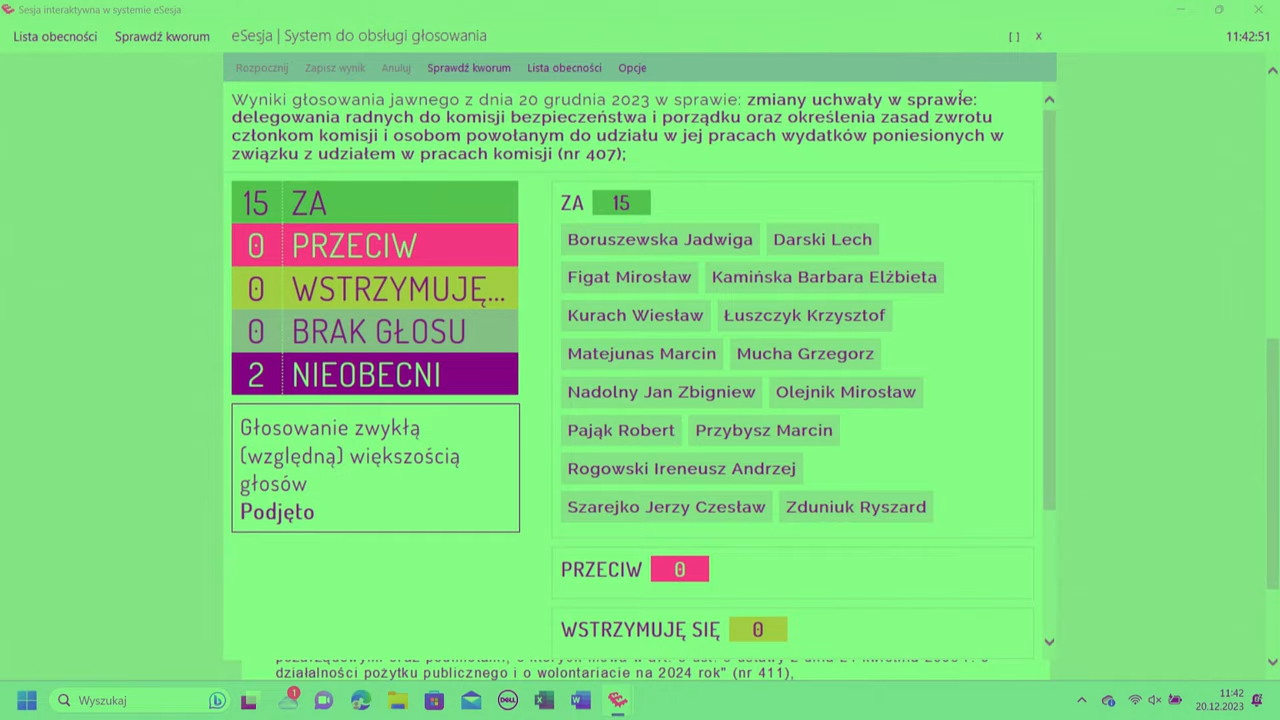 Sesja interaktywna w systemie eSesja
Lista obecności Sprawdź kworum eSesja | System do obsługi głosowania [ ] x 11:42:51
Rozpocznij Zapisz wynik Anuluj Sprawdź kworum Lista obecności Opcje
Wyniki głosowania jawnego z dnia 20 grudnia 2023 w sprawie: zmiany uchwały w sprawie:
delegowania radnych do komisji bezpieczeństwa i porządku oraz określenia zasad zwrotu
członkom komisji i osobom powołanym do udziału w jej pracach wydatków poniesionych w
związku z udziałem w pracach komisji (nr 407);
15 ZA
0 PRZECIW
0 WSTRZYMUJĘ...
0 BRAK GŁOSU
2 NIEOBECNI
Głosowanie zwykłą
(względną) większością
głosów
Podjęto
ZA 15
Boruszewska Jadwiga Darski Lech
Figat Mirosław Kamińska Barbara Elżbieta
Kurach Wiesław Łuszczyk Krzysztof
Matejunas Marcin Mucha Grzegorz
Nadolny Jan Zbigniew Olejnik Mirosław
Pająk Robert Przybysz Marcin
Rogowski Ireneusz Andrzej
Szarejko Jerzy Czesław Zduniuk Ryszard
PRZECIW 0
WSTRZYMUJĘ SIĘ 0
działalności pożytku publicznego i o wolontariacie na 2024 rok" (nr 411),
Wyszukaj 1 DELL 11:42
20.12.2023